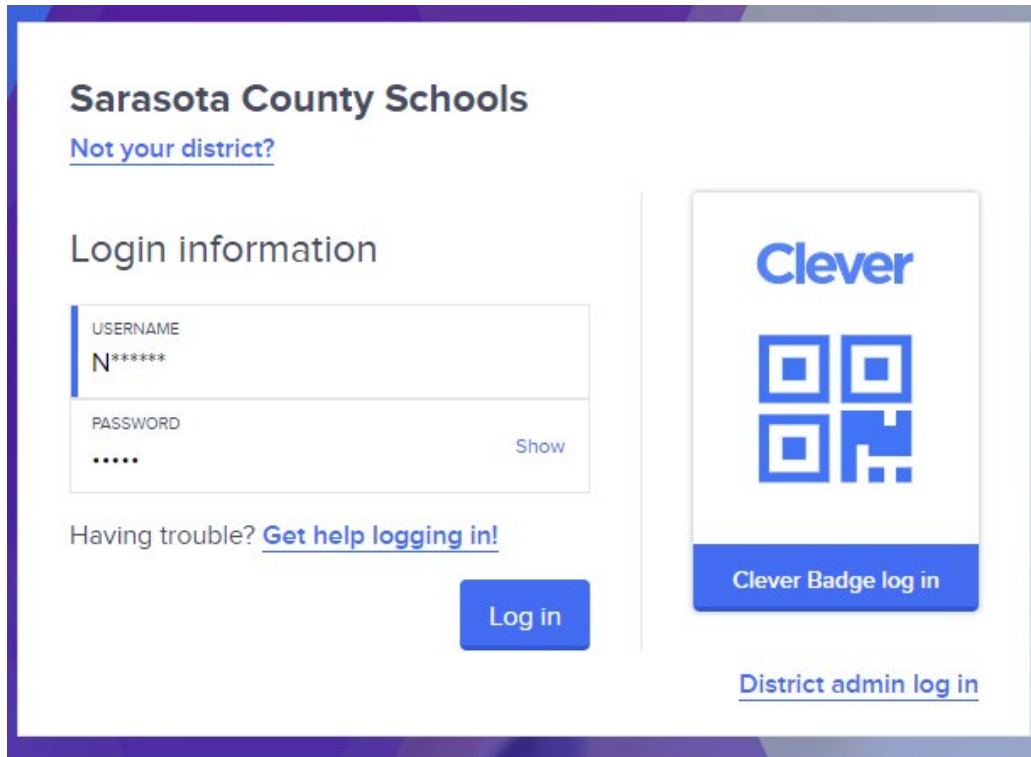 Sarasota County Schools
Not your district?
Login information
USERNAME
N******
PASSWORD
•••••
Show
Having trouble? Get help logging in!
Log in
Clever
Clever Badge log in
District admin log in